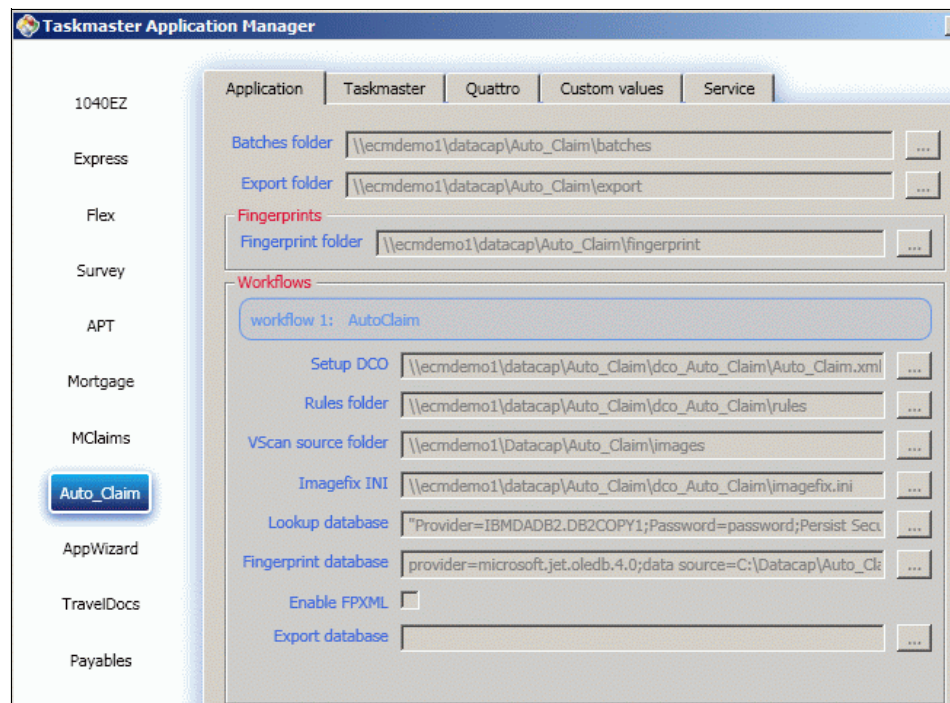 Taskmaster Application Manager
1040EZ
Express
Flex
Survey
APT
Mortgage
MClaims
Auto_Claim
AppWizard
TravelDocs
Payables
Application Taskmaster Quattro Custom values Service
Batches folder \\ecmdemo1\datacap\Auto_Claim\batches ...
Export folder \\ecmdemo1\datacap\Auto_Claim\export ...
Fingerprints
Fingerprint folder \\ecmdemo1\datacap\Auto_Claim\fingerprint ...
Workflows
workflow 1: AutoClaim
Setup DCO \\ecmdemo1\datacap\Auto_Claim\dco_Auto_Claim\Auto_Claim.xml ...
Rules folder \\ecmdemo1\datacap\Auto_Claim\dco_Auto_Claim\rules ...
VScan source folder \\ecmdemo1\Datacap\Auto_Claim\images ...
Imagefix INI \\ecmdemo1\datacap\Auto_Claim\dco_Auto_Claim\imagefix.ini ...
Lookup database "Provider=IBMDADB2.DB2COPY1;Password=password;Persist Secu ...
Fingerprint database provider=microsoft.jet.oledb.4.0;data source=C:\Datacap\Auto_Cla ...
Enable FPXML
Export database ...